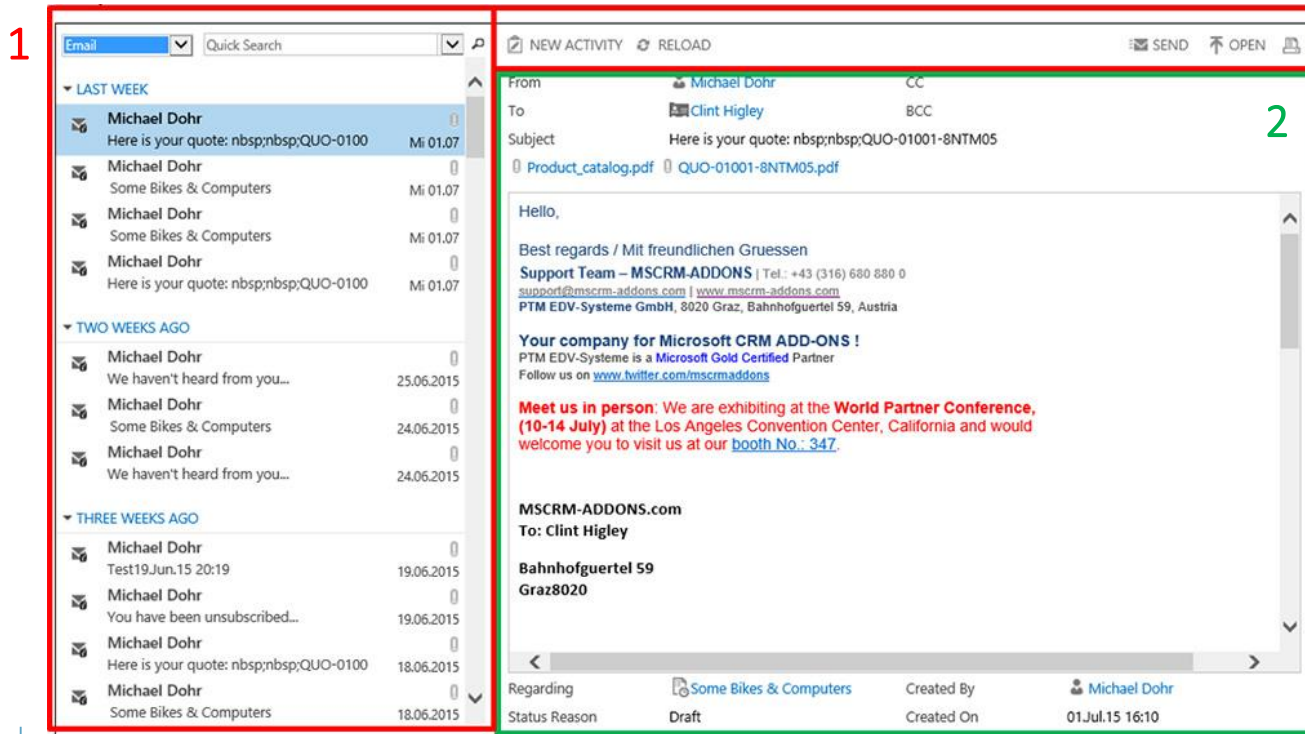 1
Email Quick Search
LAST WEEK
Michael Dohr
Here is your quote: nbsp;nbsp;QUO-0100 Mi 01.07
Michael Dohr
Some Bikes & Computers Mi 01.07
Michael Dohr
Some Bikes & Computers Mi 01.07
Michael Dohr
Here is your quote: nbsp;nbsp;QUO-0100 Mi 01.07
TWO WEEKS AGO
Michael Dohr
We haven't heard from you... 25.06.2015
Michael Dohr
Some Bikes & Computers 24.06.2015
Michael Dohr
We haven't heard from you... 24.06.2015
THREE WEEKS AGO
Michael Dohr
Test19.Jun.15 20:19 19.06.2015
Michael Dohr
You have been unsubscribed... 19.06.2015
Michael Dohr
Here is your quote: nbsp;nbsp;QUO-0100 18.06.2015
Michael Dohr
Some Bikes & Computers 18.06.2015
NEW ACTIVITY RELOAD SEND OPEN
2
From Michael Dohr CC
To Clint Higley BCC
Subject Here is your quote: nbsp;nbsp;QUO-01001-8NTM05
Product_catalog.pdf QUO-01001-8NTM05.pdf
Hello,
Best regards / Mit freundlichen Gruessen
Support Team – MSCRM-ADDONS | Tel.: +43 (316) 680 880 0
support@mscrm-addons.com | www.mscrm-addons.com
PTM EDV-Systeme GmbH, 8020 Graz, Bahnhofguertel 59, Austria
Your company for Microsoft CRM ADD-ONS !
PTM EDV-Systeme is a Microsoft Gold Certified Partner
Follow us on www.twitter.com/mscrmaddons
Meet us in person: We are exhibiting at the World Partner Conference,
(10-14 July) at the Los Angeles Convention Center, California and would
welcome you to visit us at our booth No.: 347.
MSCRM-ADDONS.com
To: Clint Higley
Bahnhofguertel 59
Graz8020
Regarding Some Bikes & Computers Created By Michael Dohr
Status Reason Draft Created On 01.Jul.15 16:10